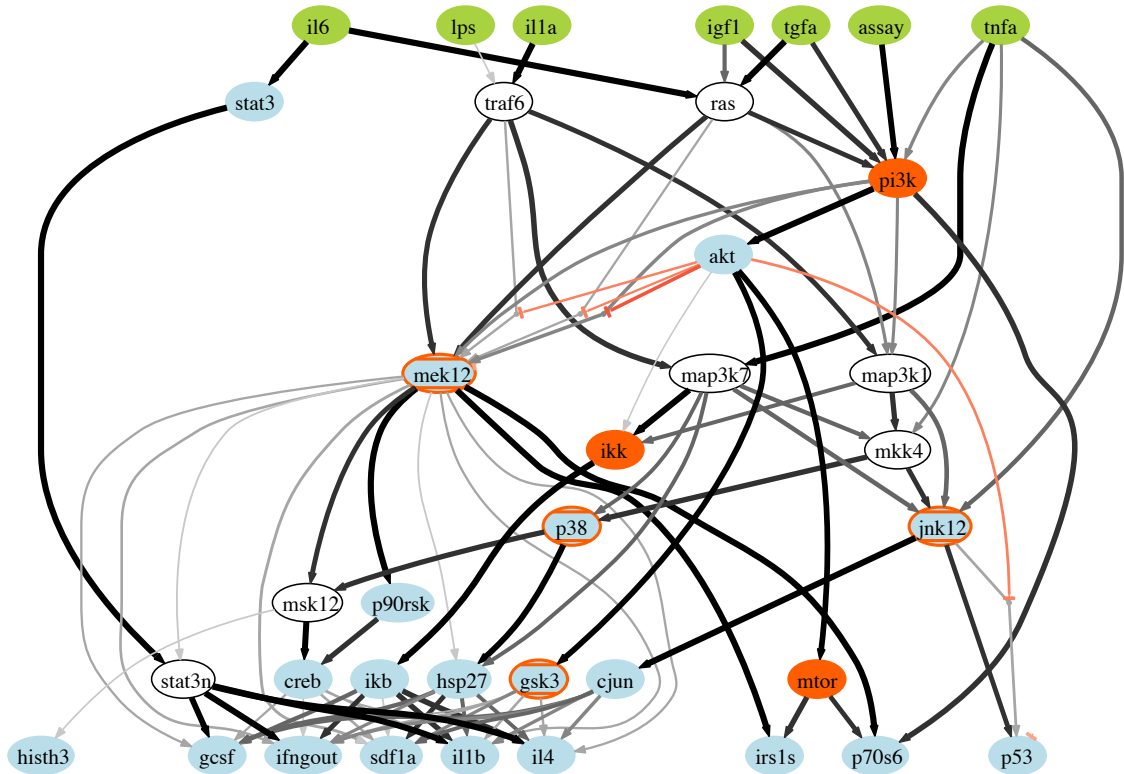 il6
lps
il1a
igf1
tgfa
assay
tnfa
stat3
traf6
ras
pi3k
akt
mek12
map3k7
map3k1
ikk
mkk4
p38
jnk12
msk12
p90rsk
stat3n
creb
ikb
hsp27
gsk3
cjun
mtor
histh3
gcsf
ifngout
sdf1a
il1b
il4
irs1s
p70s6
p53